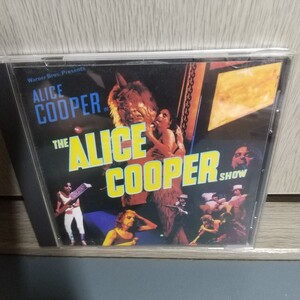 Warner Bros. Presents
ALICE
COOPER
THE
ALICE
COOPER
SHOW